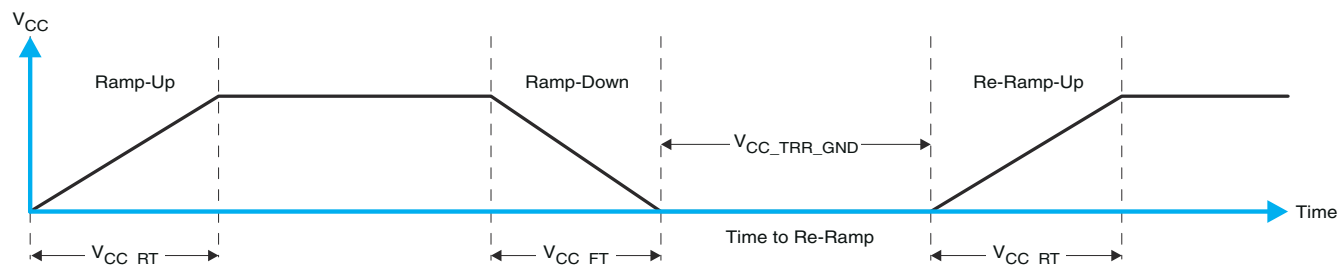 VCC
Ramp-Up
Ramp-Down
Re-Ramp-Up
VCC_TRR_GND
Time
Time to Re-Ramp
VCC_RT
VCC_FT
VCC_RT